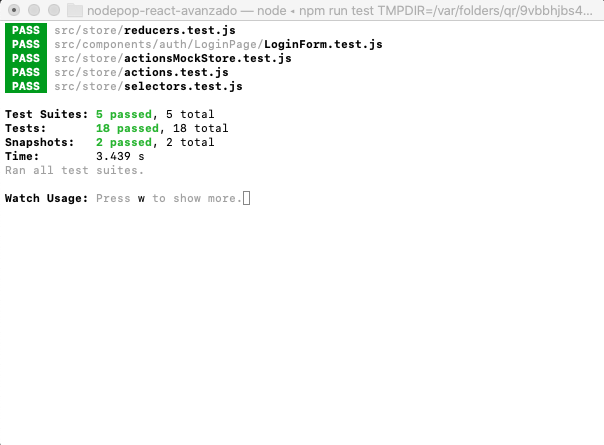 nodepop-react-avanzado — node ◂ npm run test TMPDIR=/var/folders/qr/9vbbhjbs4...
PASS src/store/reducers.test.js
PASS src/components/auth/LoginPage/LoginForm.test.js
PASS src/store/actionsMockStore.test.js
PASS src/store/actions.test.js
PASS src/store/selectors.test.js
Test Suites: 5 passed, 5 total
Tests: 18 passed, 18 total
Snapshots: 2 passed, 2 total
Time: 3.439 s
Ran all test suites.
Watch Usage: Press w to show more.